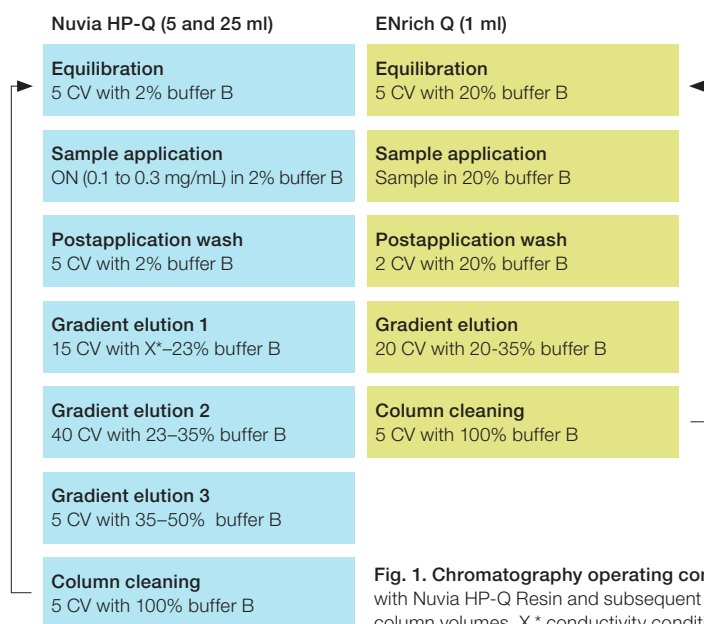 Nuvia HP-Q (5 and 25 ml)
Equilibration
5 CV with 2% buffer B
Sample application
ON (0.1 to 0.3 mg/mL) in 2% buffer B
Postapplication wash
5 CV with 2% buffer B
Gradient elution 1
15 CV with X*–23% buffer B
Gradient elution 2
40 CV with 23–35% buffer B
Gradient elution 3
5 CV with 35–50% buffer B
Column cleaning
5 CV with 100% buffer B
ENrich Q (1 ml)
Equilibration
5 CV with 20% buffer B
Sample application
Sample in 20% buffer B
Postapplication wash
2 CV with 20% buffer B
Gradient elution
20 CV with 20-35% buffer B
Column cleaning
5 CV with 100% buffer B
Fig. 1. Chromatography operating
with Nuvia HP-Q Resin and subsequent
column volumes. X,* conductivity